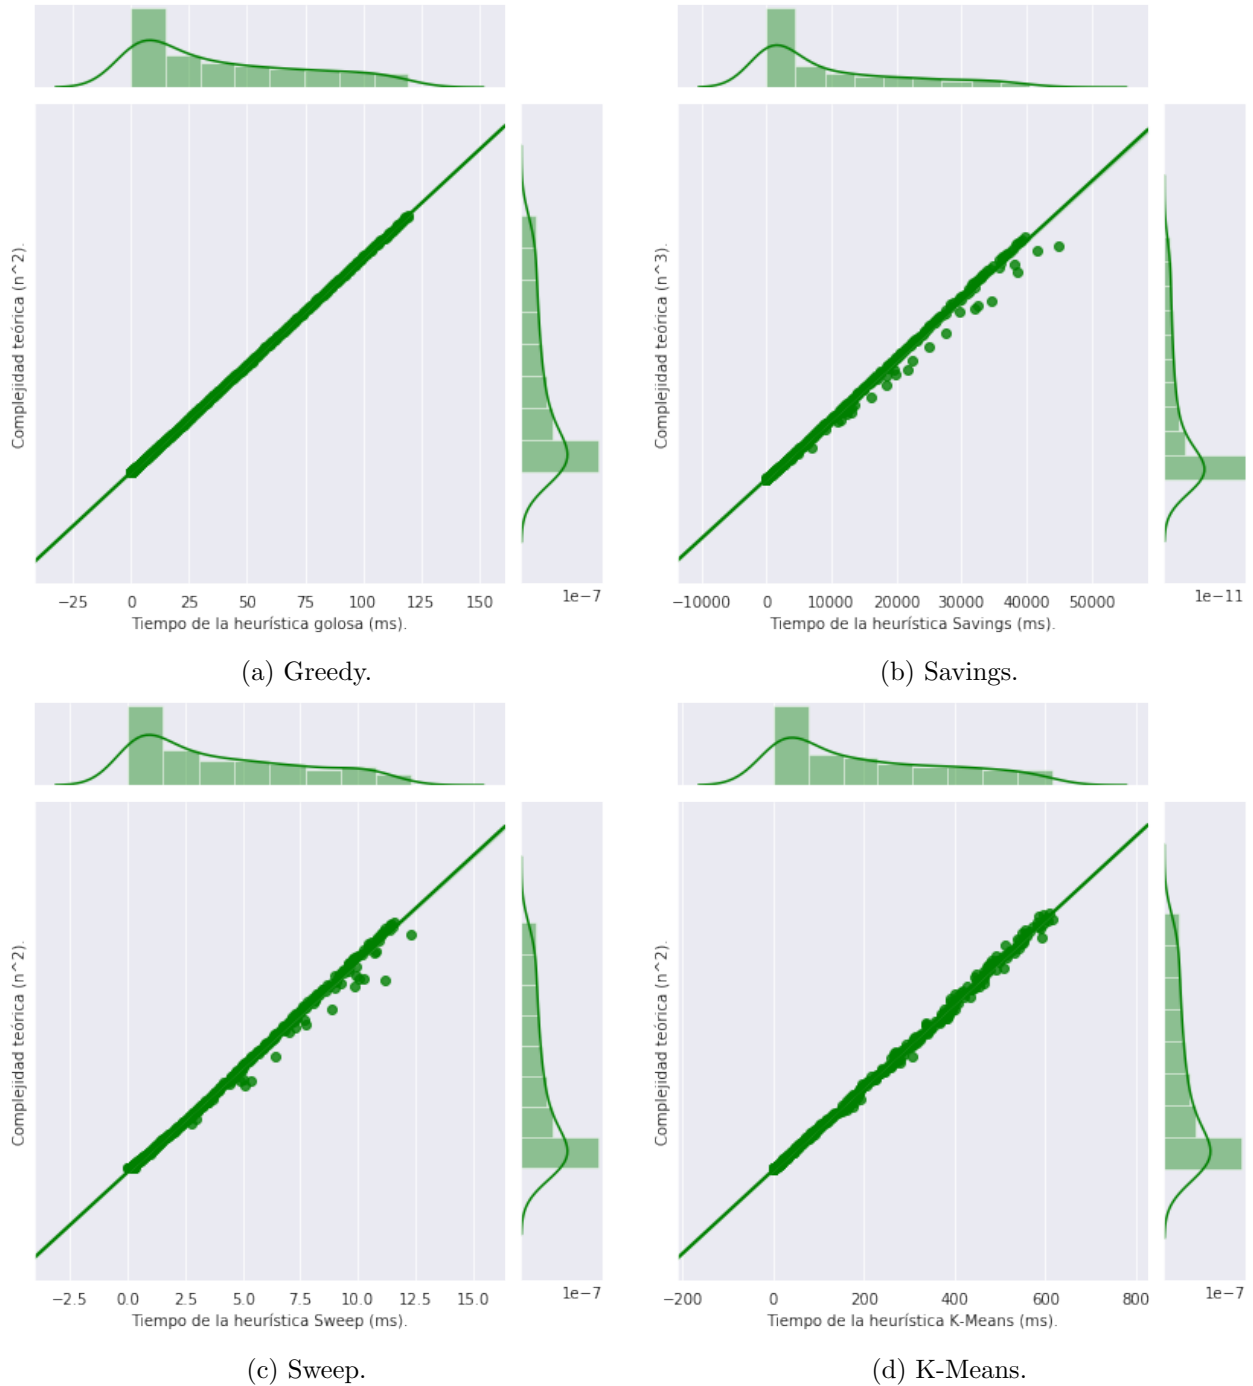 Complejidad teórica (n^2).
−25 0 25 50 75 100 125 150
1e−7
Tiempo de la heurística golosa (ms).
(a) Greedy.
Complejidad teórica (n^3).
−10000 0 10000 20000 30000 40000 50000
1e−11
Tiempo de la heurística Savings (ms).
(b) Savings.
Complejidad teórica (n^2).
−2.5 0.0 2.5 5.0 7.5 10.0 12.5 15.0
1e−7
Tiempo de la heurística Sweep (ms).
(c) Sweep.
Complejidad teórica (n^2).
−200 0 200 400 600 800
1e−7
Tiempo de la heurística K-Means (ms).
(d) K-Means.